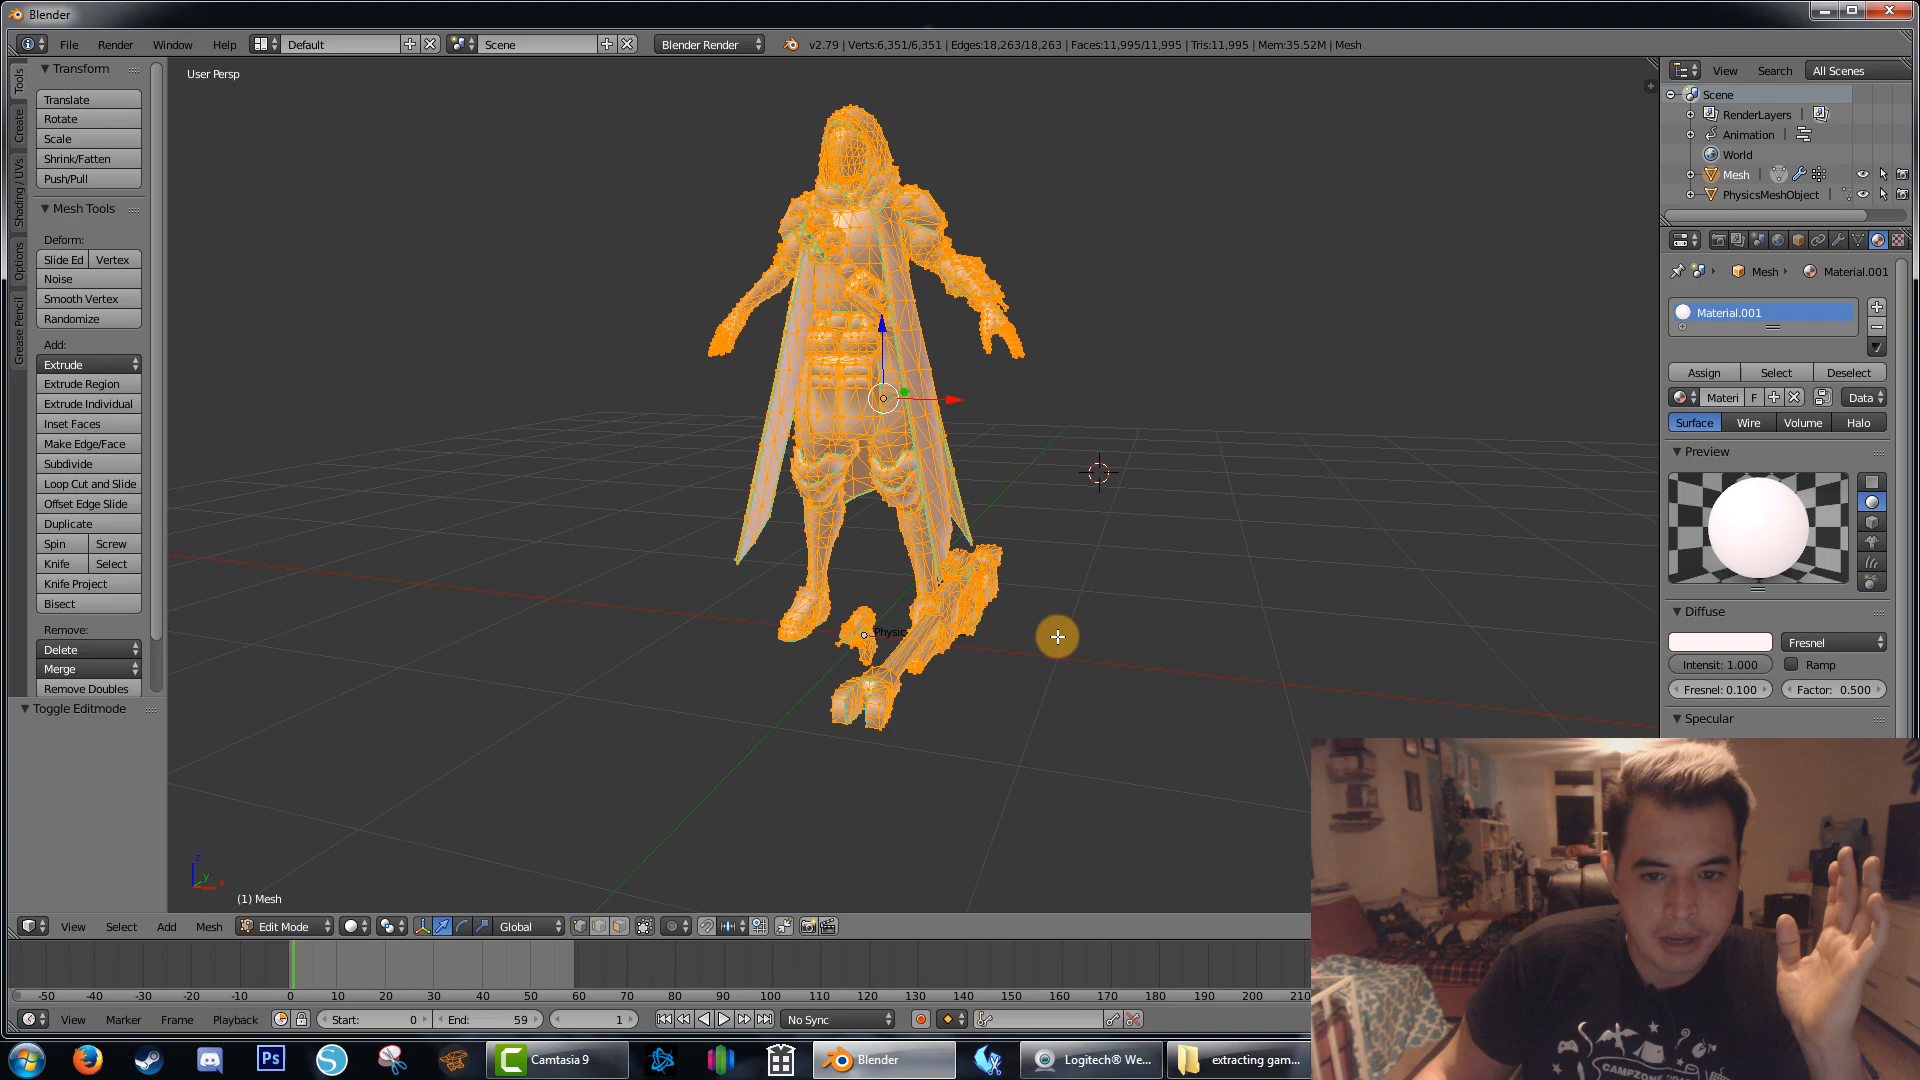 Blender
File Render Window Help Default Scene Blender Render v2.79 | Verts:6,351/6,351 | Edges:18,263/18,263 | Faces:11,995/11,995 | Tris:11,995 | Mem:35.52M | Mesh
Tools
Create
Shading / UVs
Options
Grease Pencil
Transform
Translate
Rotate
Scale
Shrink/Fatten
Push/Pull
Mesh Tools
Deform:
Slide Ed Vertex
Noise
Smooth Vertex
Randomize
Add:
Extrude
Extrude Region
Extrude Individual
Inset Faces
Make Edge/Face
Subdivide
Loop Cut and Slide
Offset Edge Slide
Duplicate
Spin Screw
Knife Select
Knife Project
Bisect
Remove:
Delete
Merge
Remove Doubles
Toggle Editmode
User Persp
Physic
z
y
x
(1) Mesh
View Search All Scenes
Scene
RenderLayers
Animation
World
Mesh
PhysicsMeshObject
Mesh Material.001
Material.001
Assign Select Deselect
Materi F Data
Surface Wire Volume Halo
Preview
Diffuse
Fresnel
Intensit: 1.000 Ramp
Fresnel: 0.100 Factor: 0.500
Specular
View Select Add Mesh Edit Mode Global
-50 -40 -30 -20 -10 0 10 20 30 40 50 60 70 80 90 100 110 120 130 140 150 160 170 180 190 200 210
View Marker Frame Playback Start: 0 End: 59 1 No Sync
Ps Camtasia 9 Blender Logitech® We... extracting gam...
CAMPZONE 20